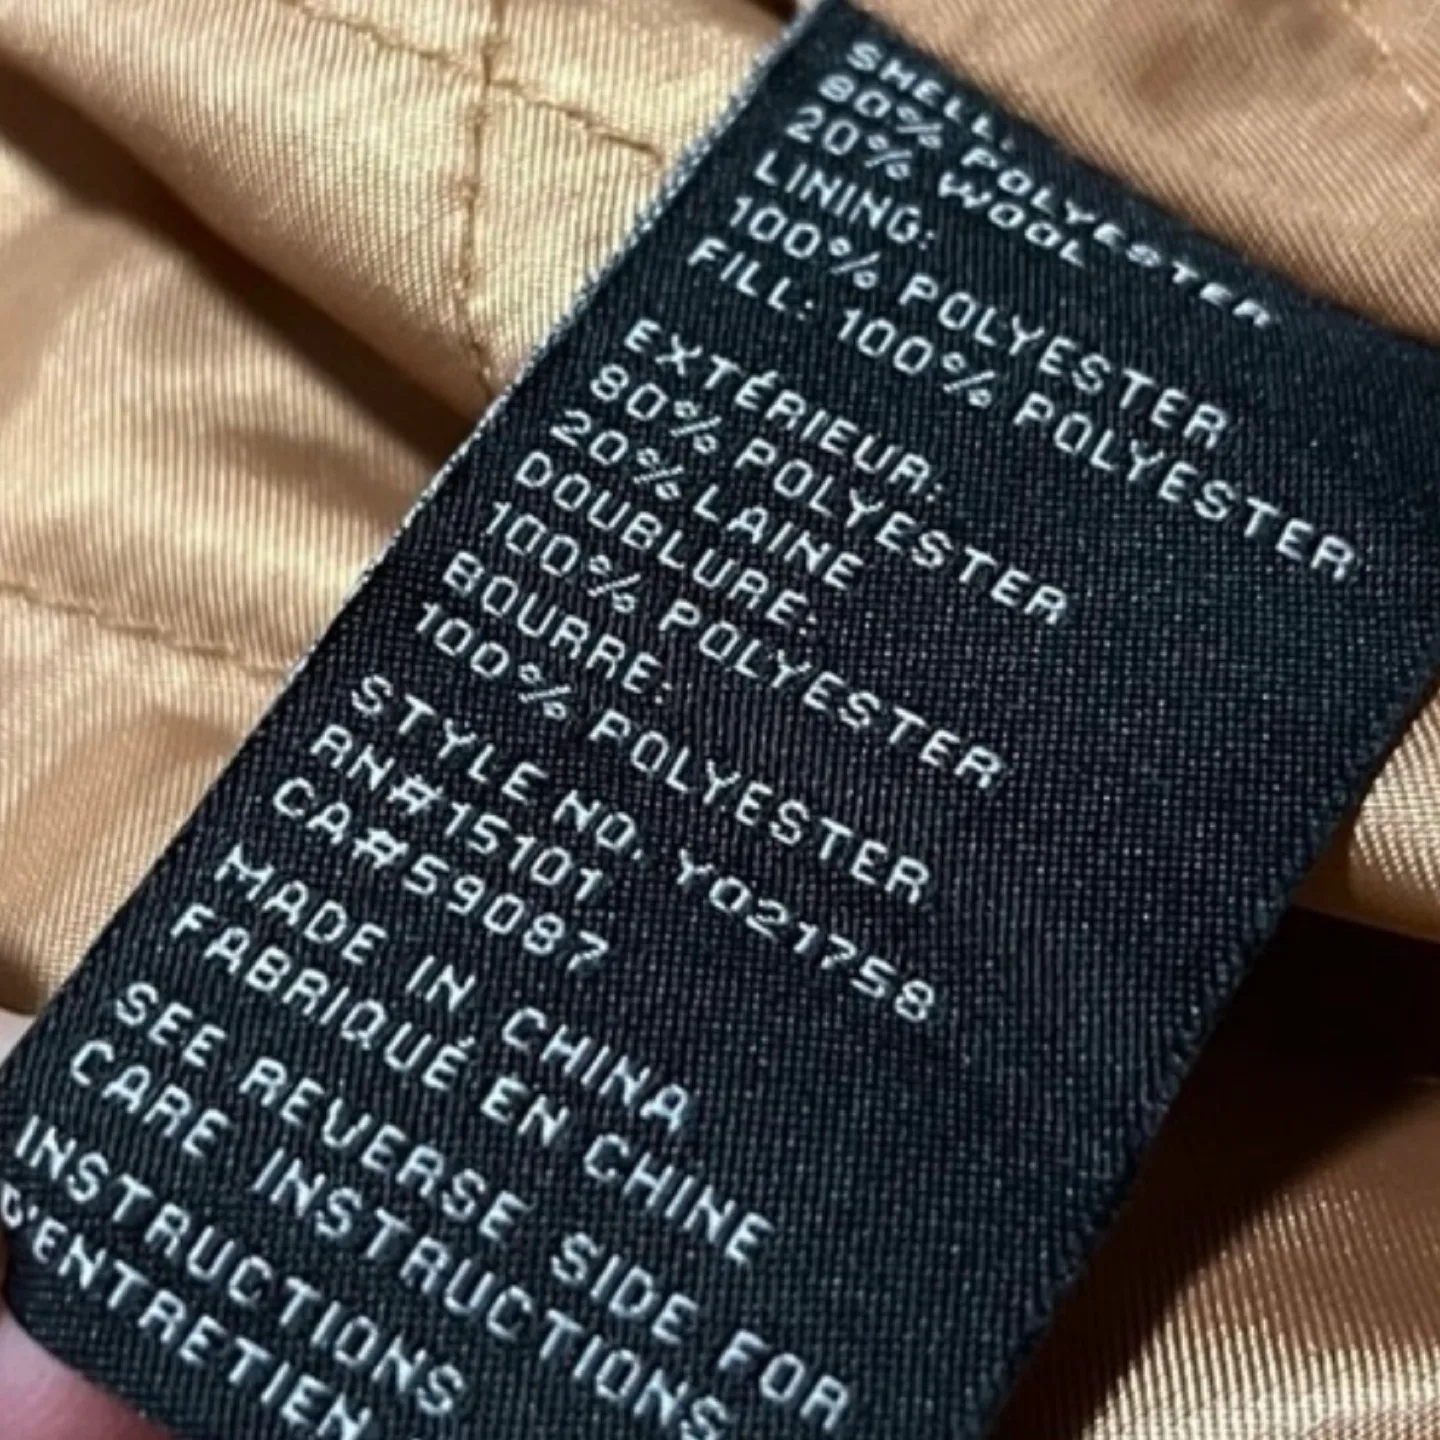 SHELL:
80% POLYESTER
20% WOOL
LINING:
100% POLYESTER
FILL: 100% POLYESTER
EXTÉRIEUR:
80% POLYESTER
20% LAINE
DOUBLURE:
100% POLYESTER
BOURRE:
100% POLYESTER
STYLE NO. YO21758
RN#15101
CA#59087
MADE IN CHINA
FABRIQUÉ EN CHINE
SEE REVERSE SIDE FOR
CARE INSTRUCTIONS
INSTRUCTIONS
D'ENTRETIEN